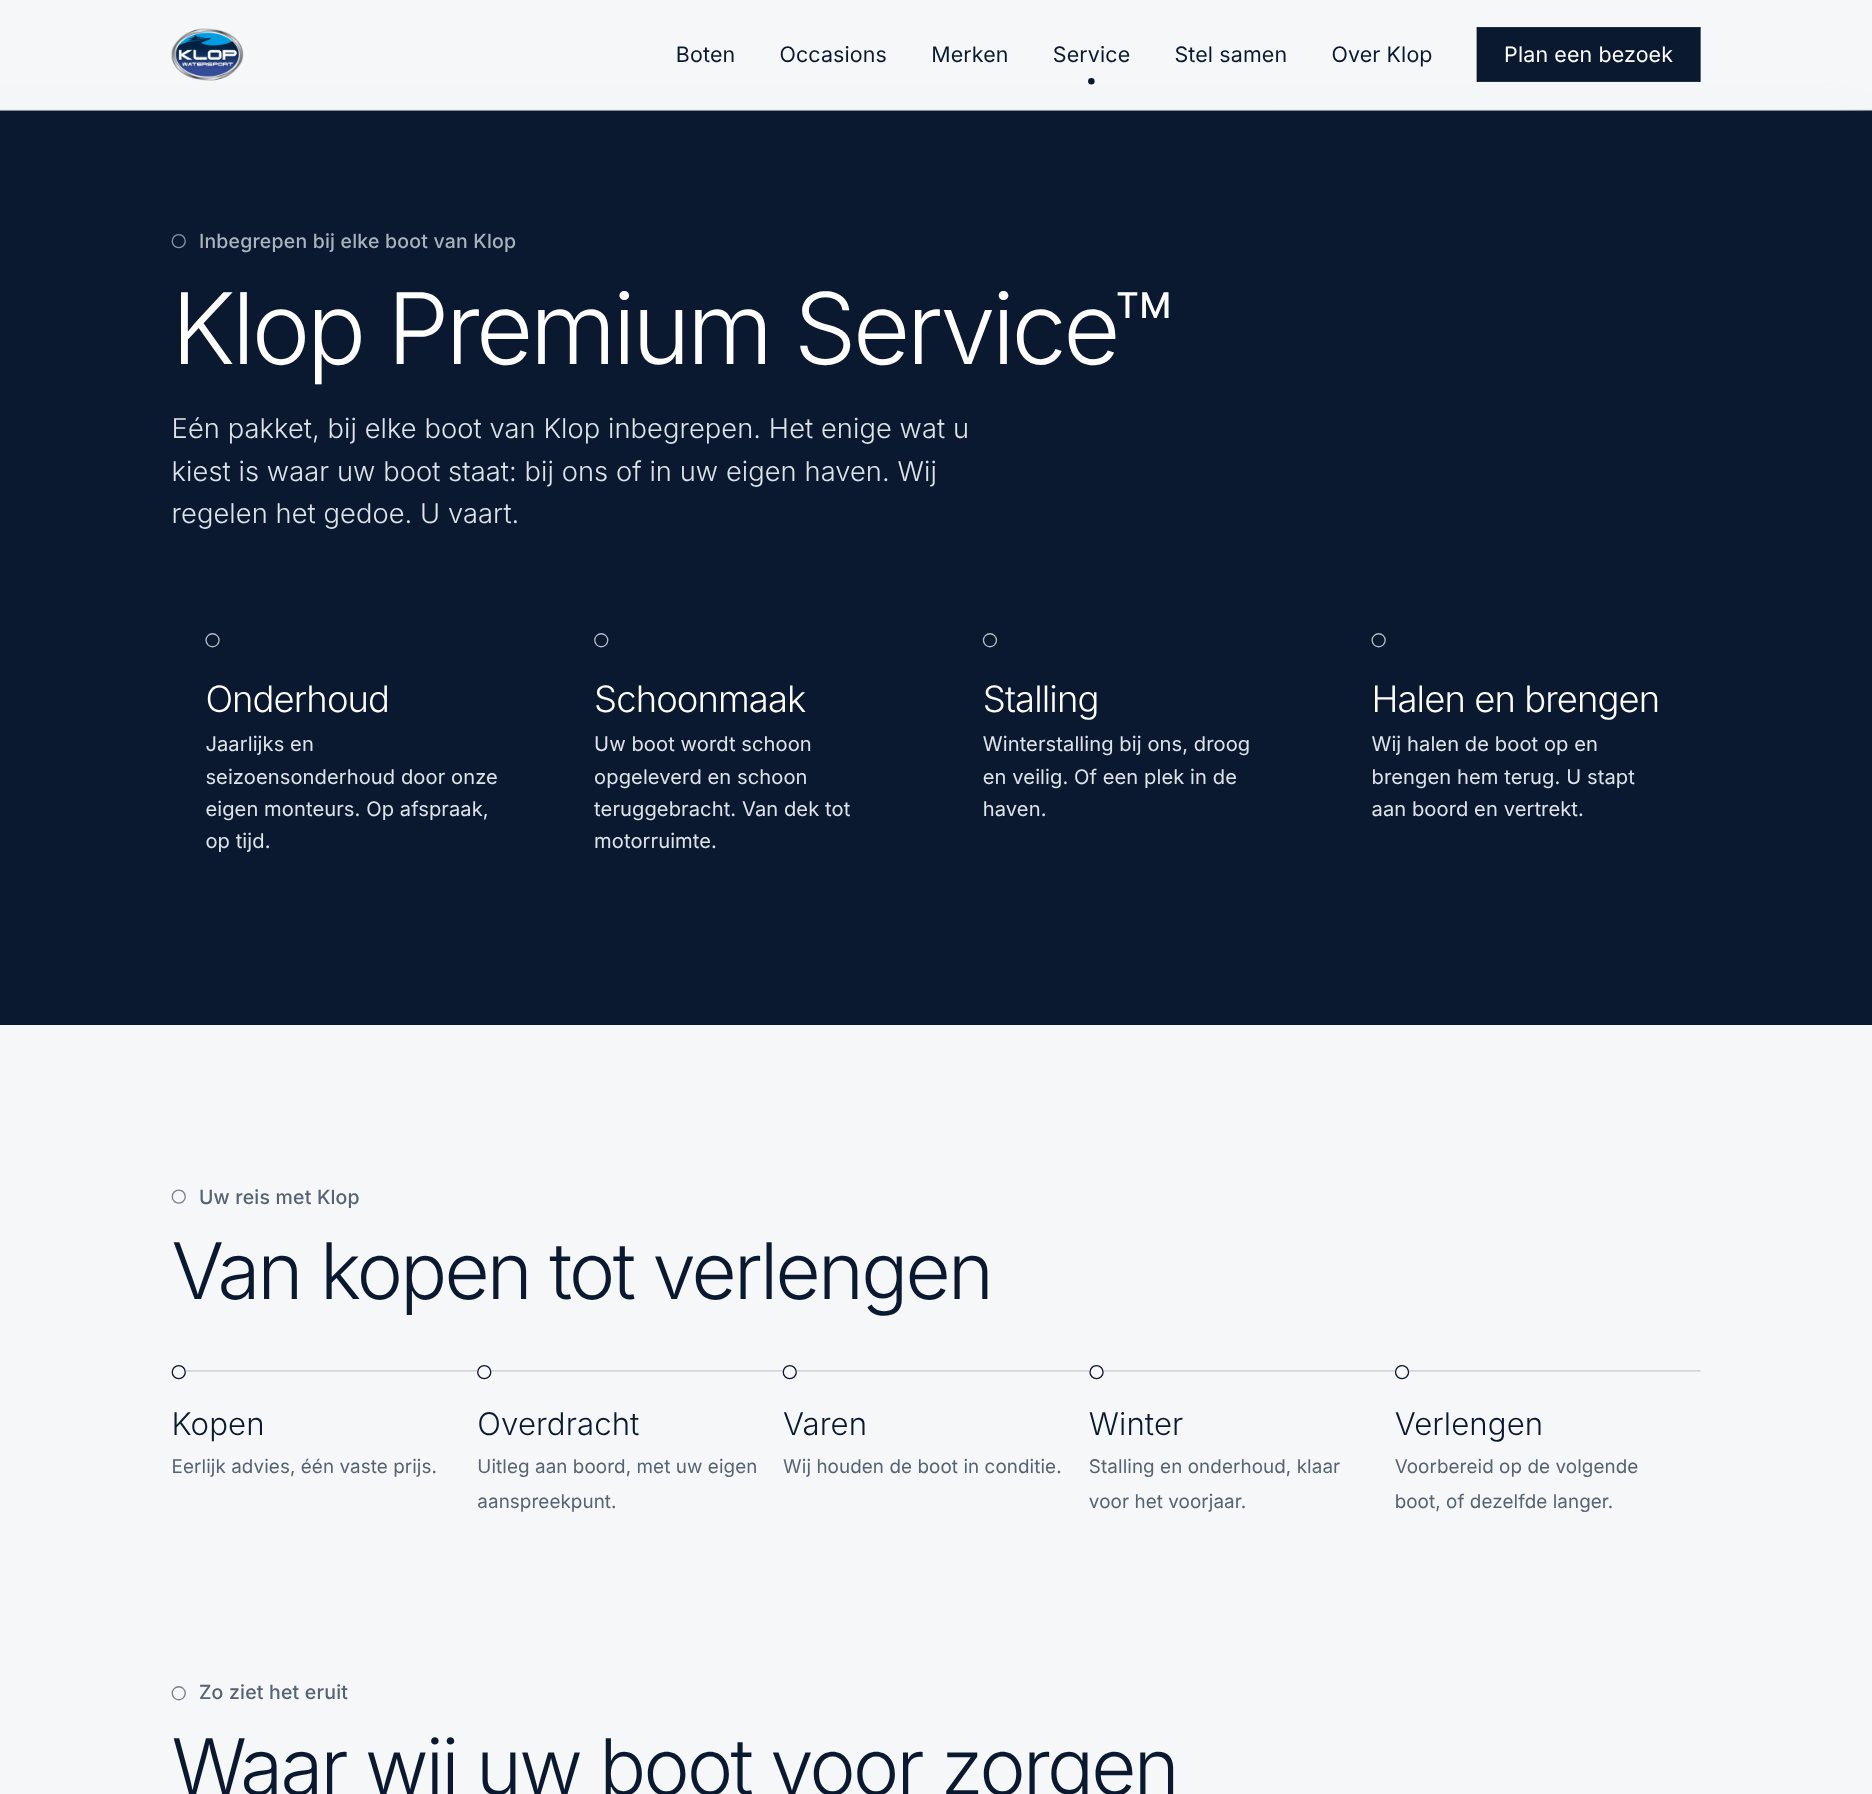 KLOP
WATERSPORT
Boten
Occasions
Merken
Service
Stel samen
Over Klop
Plan een bezoek
Inbegrepen bij elke boot van Klop
Klop Premium Service™
Eén pakket, bij elke boot van Klop inbegrepen. Het enige wat u
kiest is waar uw boot staat: bij ons of in uw eigen haven. Wij
regelen het gedoe. U vaart.
Onderhoud
Jaarlijks en
seizoensonderhoud door onze
eigen monteurs. Op afspraak,
op tijd.
Schoonmaak
Uw boot wordt schoon
opgeleverd en schoon
teruggebracht. Van dek tot
motorruimte.
Stalling
Winterstalling bij ons, droog
en veilig. Of een plek in de
haven.
Halen en brengen
Wij halen de boot op en
brengen hem terug. U stapt
aan boord en vertrekt.
Uw reis met Klop
Van kopen tot verlengen
Kopen
Eerlijk advies, één vaste prijs.
Overdracht
Uitleg aan boord, met uw eigen
aanspreekpunt.
Varen
Wij houden de boot in conditie.
Winter
Stalling en onderhoud, klaar
voor het voorjaar.
Verlengen
Voorbereid op de volgende
boot, of dezelfde langer.
Zo ziet het eruit
Waar wij uw boot voor zorgen